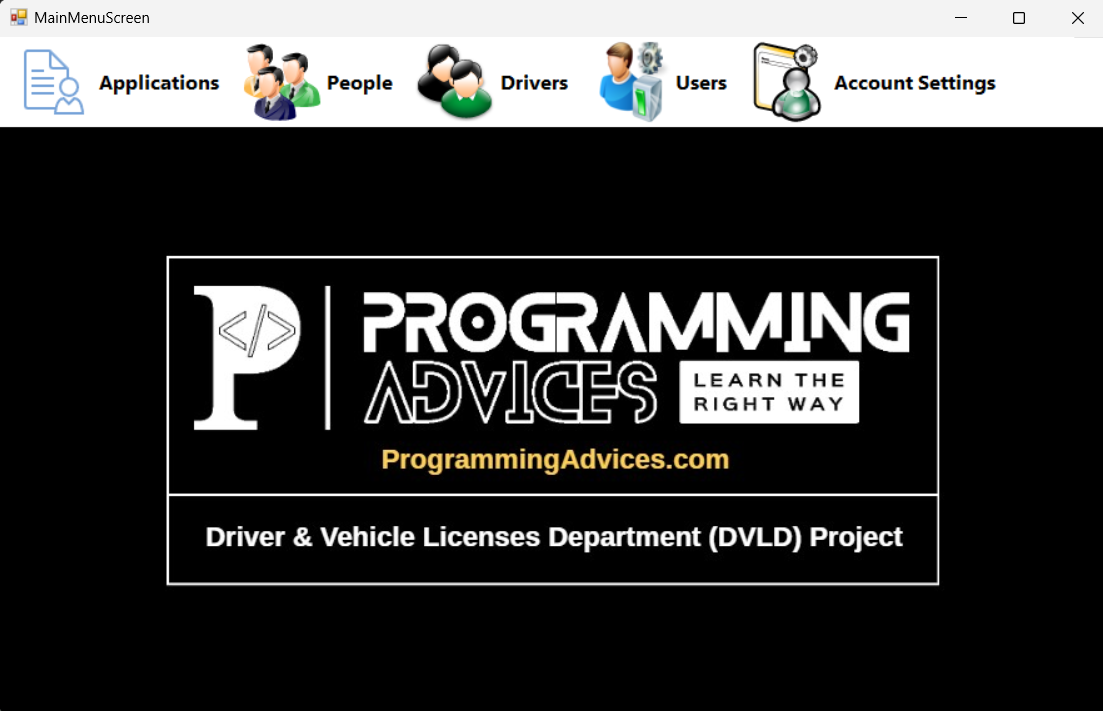 MainMenuScreen
Applications People Drivers Users Account Settings
P </>
PROGRAMMING
ADVICES
LEARN THE
RIGHT WAY
ProgrammingAdvices.com
Driver & Vehicle Licenses Department (DVLD) Project